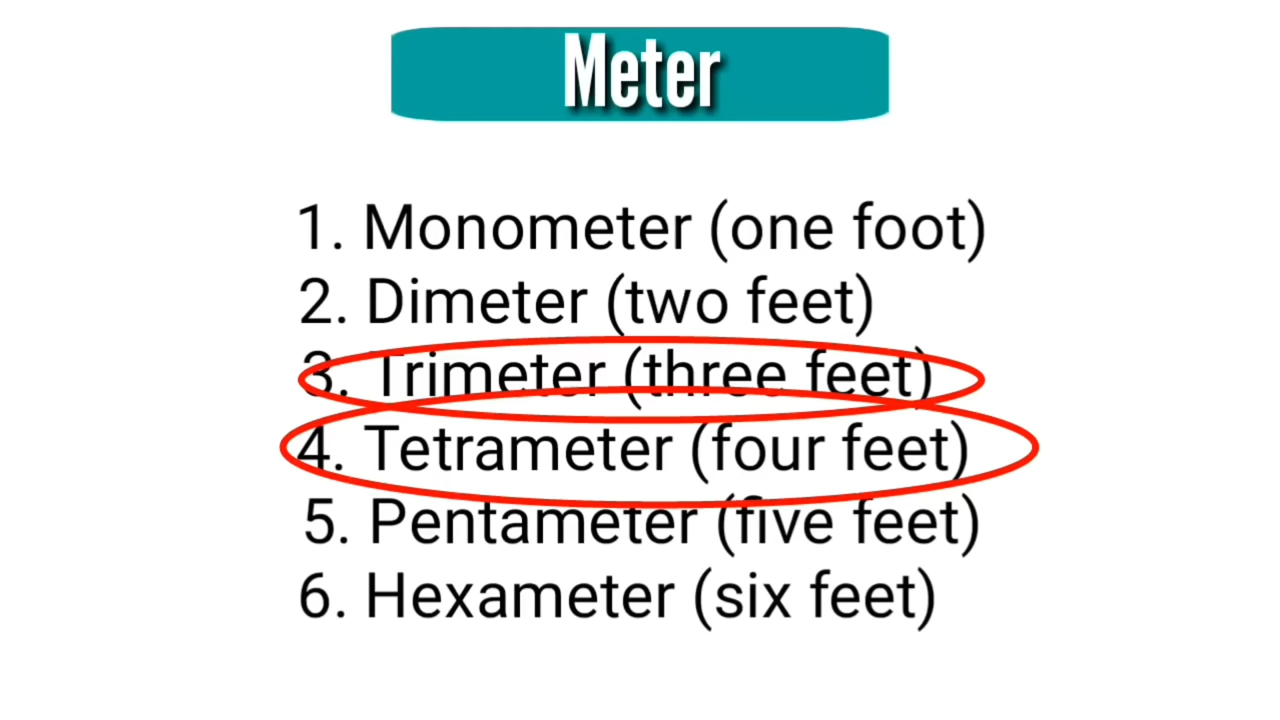 Meter
1. Monometer (one foot)
2. Dimeter (two feet)
3. Trimeter (three feet)
4. Tetrameter (four feet)
5. Pentameter (five feet)
6. Hexameter (six feet)